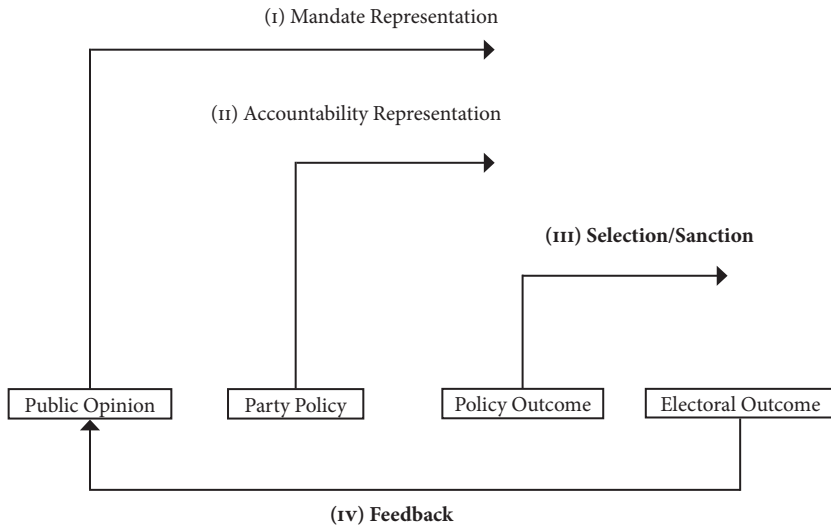 (I) Mandate Representation
(II) Accountability Representation
(III) Selection/Sanction
Public Opinion
Party Policy
Policy Outcome
Electoral Outcome
(IV) Feedback